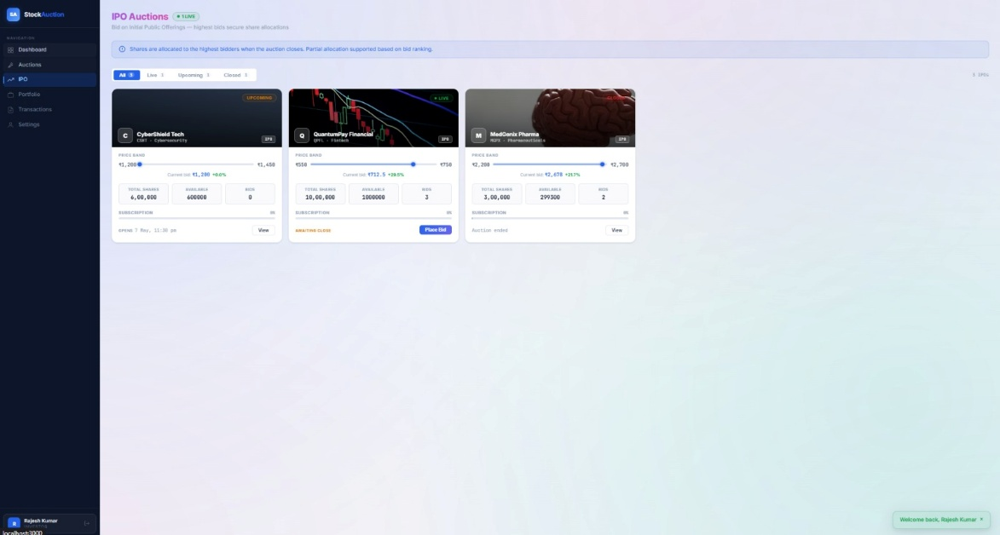 SA StockAuction
NAVIGATION
Dashboard
Auctions
IPO
Portfolio
Transactions
Settings
R Rajesh Kumar
localhost:3000
IPO Auctions 1 LIVE
Bid on Initial Public Offerings — highest bids secure share allocations
Shares are allocated to the highest bidders when the auction closes. Partial allocation supported based on bid ranking.
All 3 Live 1 Upcoming 1 Closed 1
3 IPOs
UPCOMING
C CyberShield Tech
Cybersecurity
IPO
PRICE BAND
₹1,200 ₹1,450
Current bid: +0.0%
TOTAL SHARES AVAILABLE BIDS
6,00,000 600000 0
SUBSCRIPTION 0%
OPENS 7 May, 11:30 pm View
LIVE
Q QuantumPay Financial
QPFL · Fintech
IPO
PRICE BAND
₹550 ₹750
Current bid: ₹712.5
TOTAL SHARES AVAILABLE BIDS
10,00,000 1000000 3
SUBSCRIPTION 0%
AWAITING CLOSE Place Bid
M MedGenix Pharma
Pharmaceuticals
IPO
PRICE BAND
₹2,200 ₹2,700
Current bid: ₹2,678 +21.7%
TOTAL SHARES AVAILABLE BIDS
3,00,000 299300 2
SUBSCRIPTION 0%
Auction ended View
Welcome back, Rajesh Kumar ×